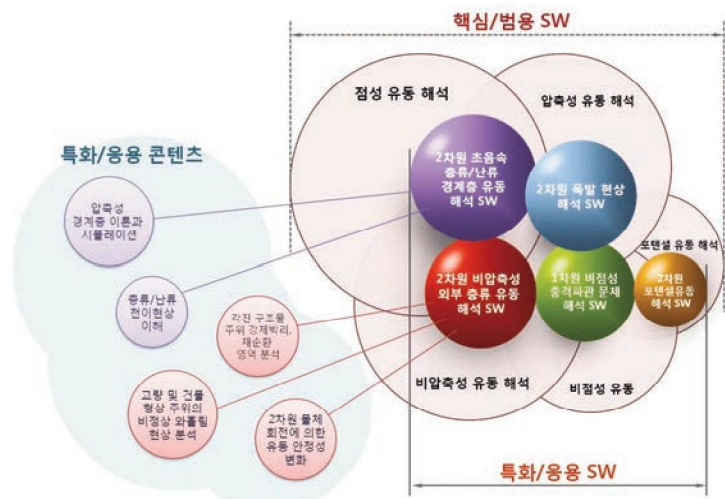 핵심/범용 SW
점성 유동 해석
압축성 유동 해석
특화/응용 콘텐츠
2차원 초음속
층류/난류
경계층 유동
해석 SW
2차원 폭발 현상
해석 SW
압축성
경계층 이론과
시뮬레이션
포텐셜 유동 해석
2차원 비압축성
외부 층류 유동
해석 SW
1차원 비점성
충격파관 문제
해석 SW
2차원
포텐셜유동
해석 SW
층류/난류
천이현상
이해
각진 구조물
주위 강제박리,
재순환
영역 분석
비압축성 유동 해석
비점성 유동
교량 및 건물
형상 주위의
비정상 와흘림
현상 분석
2차원 물체
회전에 의한
유동 안정성
변화
특화/응용 SW